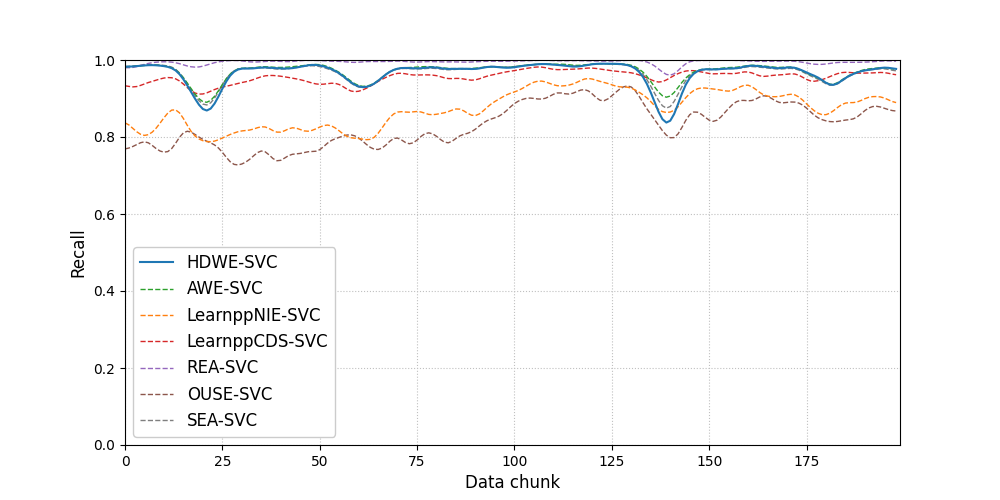 1.0
0.8
0.6
0.4
0.2
0.0
Recall
HDWE-SVC
AWE-SVC
LearnppNIE-SVC
LearnppCDS-SVC
REA-SVC
OUSE-SVC
SEA-SVC
0 25 50 75 100 125 150 175
Data chunk